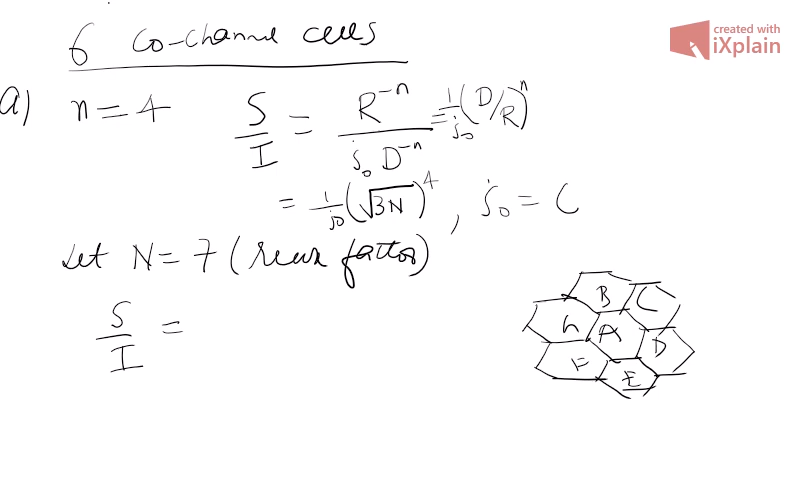 6 Co-channel cells
created with
iXplain
a) n = 4 S/I = R^-n / i₀ D^-n = 1/i₀ (D/R)^n
= 1/i₀ (√3N)^4 , i₀ = 6
Let N = 7 (reuse factor)
S/I =
B C
G A D
F E